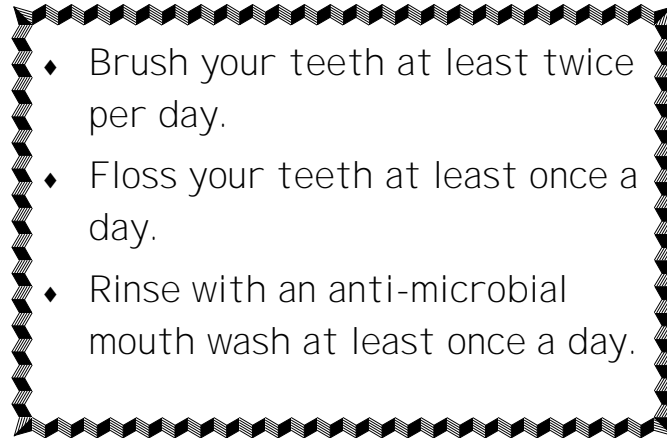 ♦ Brush your teeth at least twice
per day.
♦ Floss your teeth at least once a
day.
♦ Rinse with an anti-microbial
mouth wash at least once a day.